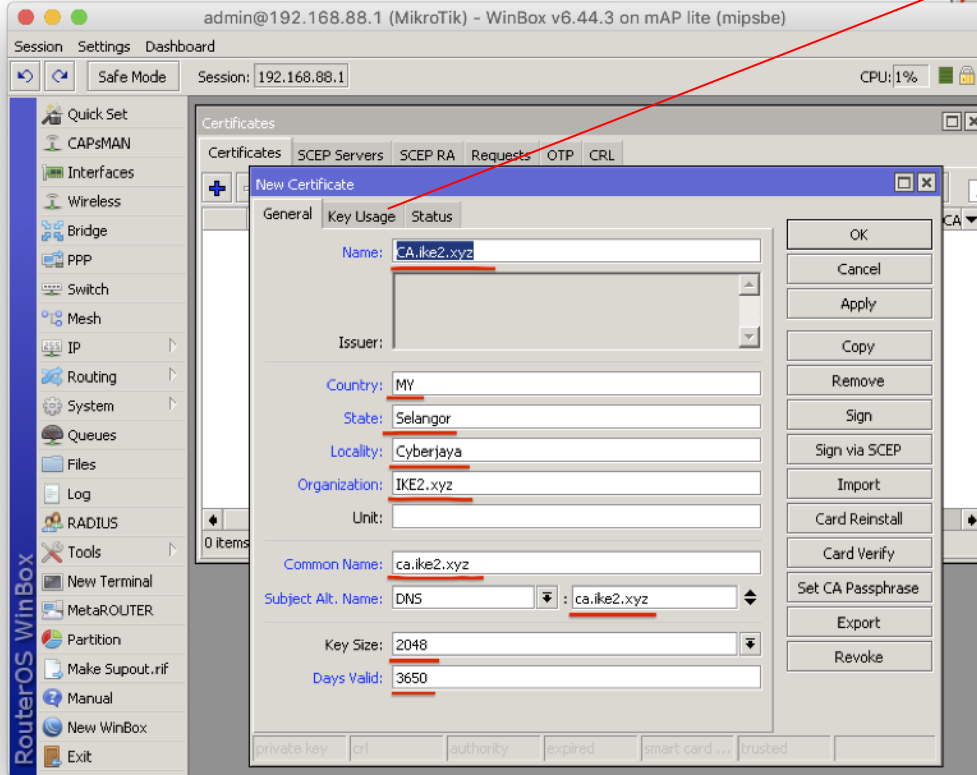 admin@192.168.88.1 (MikroTik) - WinBox v6.44.3 on mAP lite (mipsbe)
Session Settings Dashboard
Safe Mode Session: 192.168.88.1 CPU: 1%
Quick Set
CAPsMAN
Interfaces
Wireless
Bridge
PPP
Switch
Mesh
IP
Routing
System
Queues
Files
Log
RADIUS
Tools
New Terminal
MetaROUTER
Partition
Make Supout.rif
Manual
New WinBox
Exit
RouterOS WinBox
Certificates
Certificates SCEP Servers SCEP RA Requests OTP CRL
CA
0 items
New Certificate
General Key Usage Status
Name: CA.ike2.xyz
Issuer:
Country: MY
State: Selangor
Locality: Cyberjaya
Organization: IKE2.xyz
Unit:
Common Name: ca.ike2.xyz
Subject Alt. Name: DNS : ca.ike2.xyz
Key Size: 2048
Days Valid: 3650
OK
Cancel
Apply
Copy
Remove
Sign
Sign via SCEP
Import
Card Reinstall
Card Verify
Set CA Passphrase
Export
Revoke
private key crl authority expired smart card ... trusted